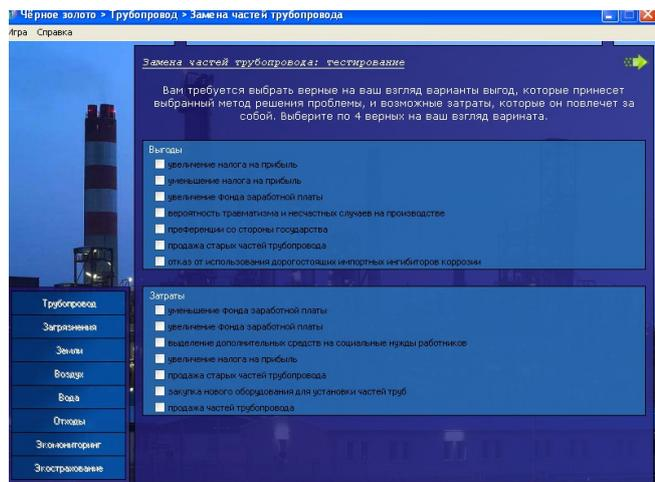 Чёрное золото > Трубопровод > Замена частей трубопровода
Игра Справка
Замена частей трубопровода: тестирование
Вам требуется выбрать верные на ваш взгляд варианты выгод, которые принесет
выбранный метод решения проблемы, и возможные затраты, которые он повлечет за
собой. Выберите по 4 верных на ваш взгляд варината.
Выгоды
увеличение налога на прибыль
уменьшение налога на прибыль
увеличение фонда заработной платы
вероятность травматизма и несчастных случаев на производстве
преференции со стороны государства
продажа старых частей трубопровода
отказ от использования дорогостоящих импортных ингибиторов коррозии
Затраты
уменьшение фонда заработной платы
увеличение фонда заработной платы
выделение дополнительных средств на социальные нужды работников
увеличение налога на прибыль
продажа старых частей трубопровода
закупка нового оборудования для установки частей труб
продажа частей трубопровода
Трубопровод
Загрязнения
Земли
Воздух
Вода
Отходы
Экомониторинг
Экострахование